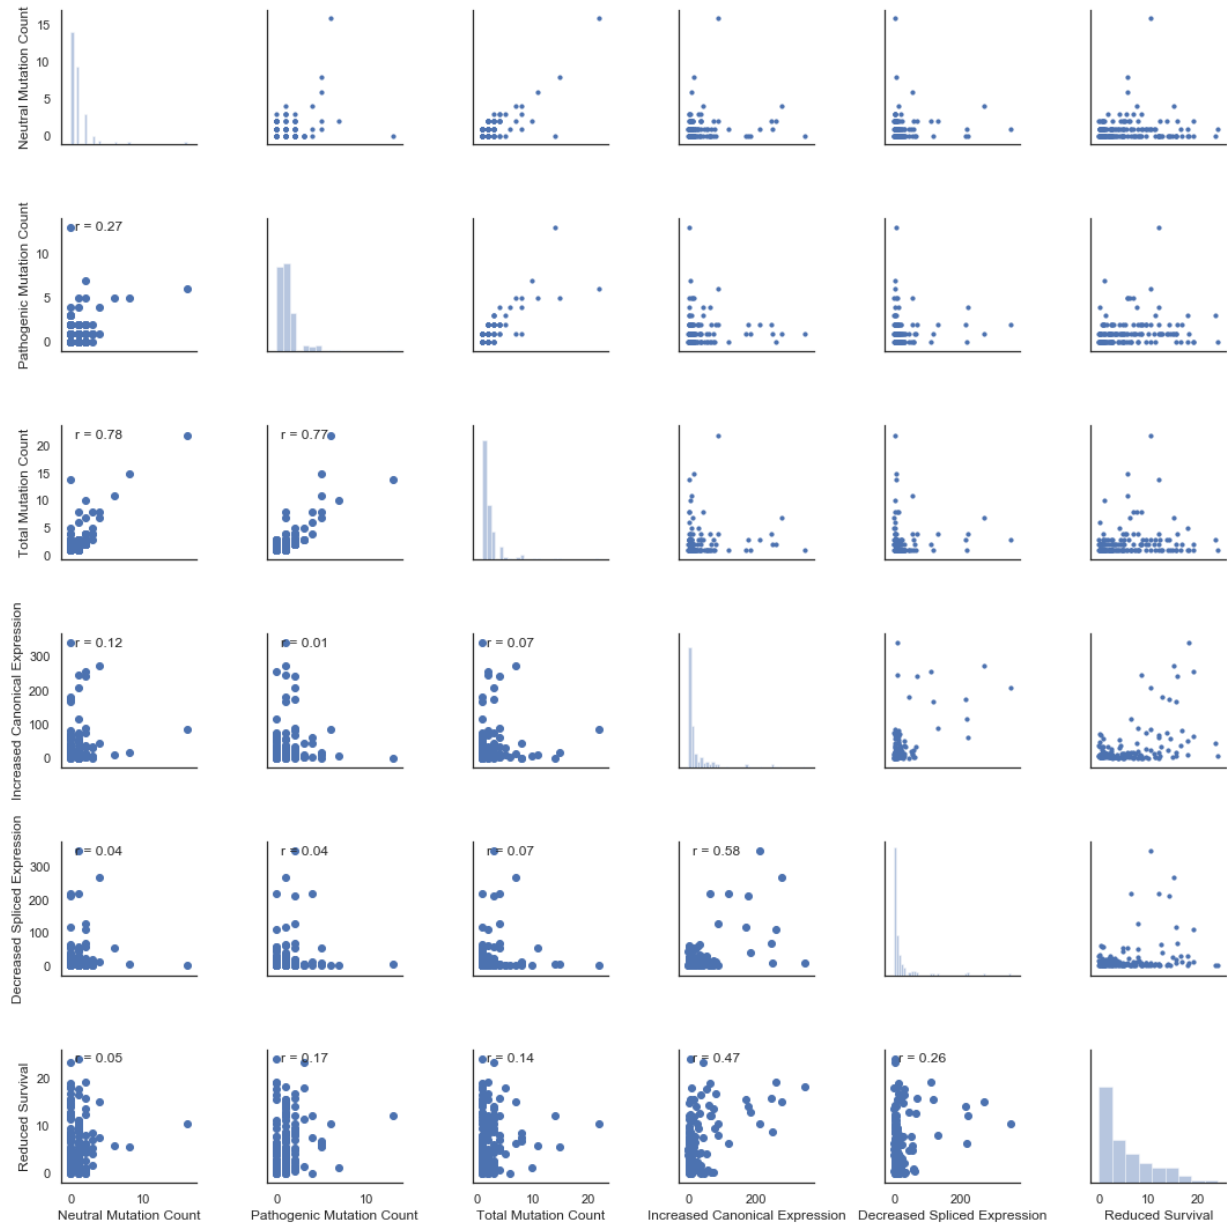 Neutral Mutation Count
15
10
5
0
Pathogenic Mutation Count
10
5
0
r = 0.27
Total Mutation Count
20
15
10
5
0
r = 0.78
r = 0.77
Increased Canonical Expression
300
200
100
0
r = 0.12
r = 0.01
r = 0.07
Decreased Spliced Expression
300
200
100
0
r = 0.04
r = 0.04
r = 0.07
r = 0.58
Reduced Survival
20
10
0
r = 0.05
r = 0.17
r = 0.14
r = 0.47
r = 0.26
0 10
0 10
0 10 20
0 200
0 200
0 10 20
Neutral Mutation Count
Pathogenic Mutation Count
Total Mutation Count
Increased Canonical Expression
Decreased Spliced Expression
Reduced Survival